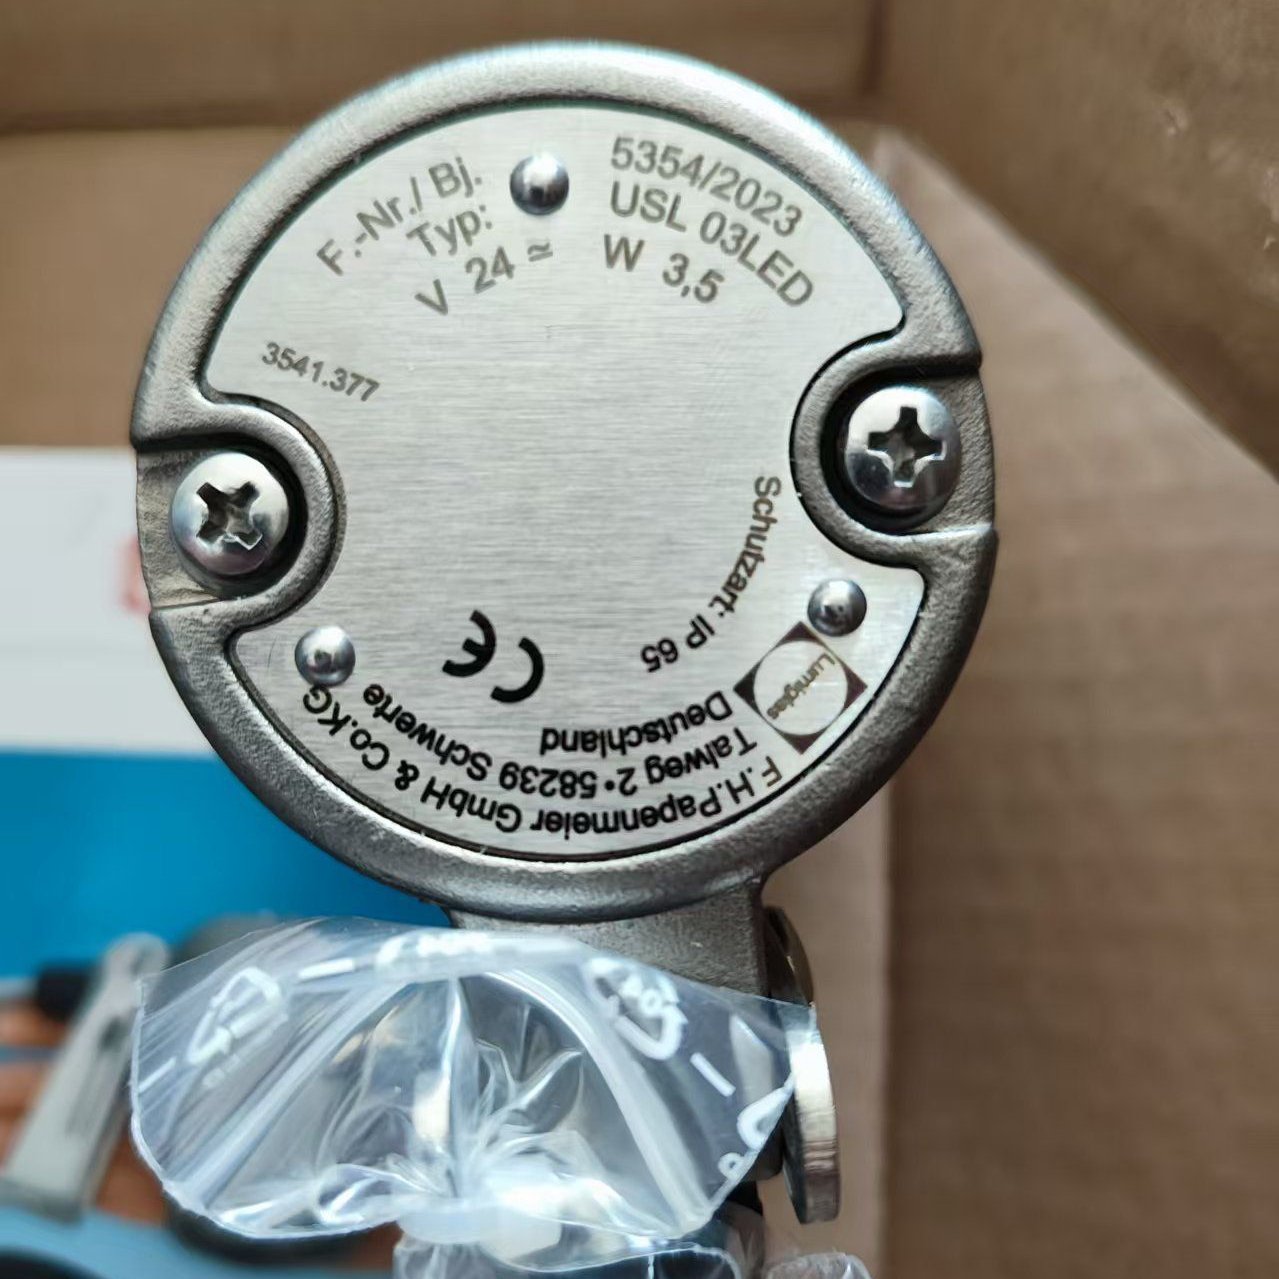 F.-Nr./ Bj. 5354/2023
Typ: USL 03LED
V 24 ≃ W 3,5
3541.377
Schutzart: IP 65
CE
Lumiglas
F.H.Papenmeier GmbH & Co.KG
Talweg 2•58239 Schwerte
Deutschland